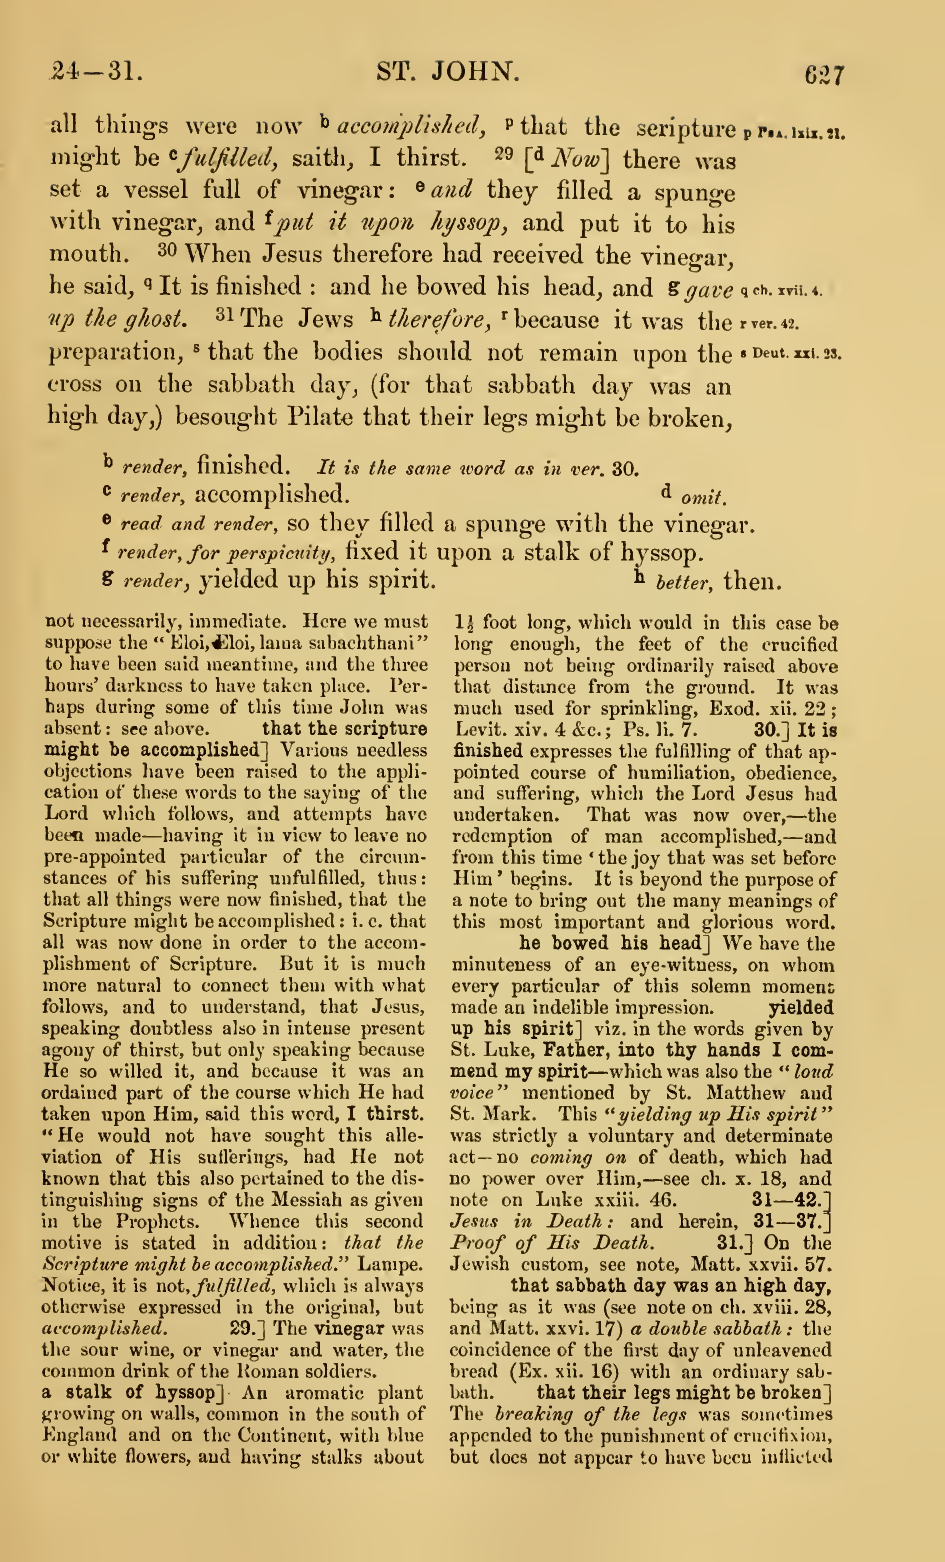 24—31.
ST. JOHN.
627
all things were now b accomplished, p that the scripture
p Psa. lxix. 21.
might be c fulfilled, saith, I thirst. 29 [d Now] there was
set a vessel full of vinegar: e and they filled a spunge
with vinegar, and f put it upon hyssop, and put it to his
mouth. 30 When Jesus therefore had received the vinegar,
he said, q It is finished : and he bowed his head, and g gave
q ch. xvii. 4.
up the ghost. 31 The Jews h therefore, r because it was the
r ver. 42.
preparation, s that the bodies should not remain upon the
s Deut. xxi. 23.
cross on the sabbath day, (for that sabbath day was an
high day,) besought Pilate that their legs might be broken,
b render, finished. It is the same word as in ver. 30.
c render, accomplished. d omit.
e read and render, so they filled a spunge with the vinegar.
f render, for perspicuity, fixed it upon a stalk of hyssop.
g render, yielded up his spirit. h better, then.
not necessarily, immediate. Here we must
suppose the “ Eloi, Eloi, lama sabachthani ”
to have been said meantime, and the three
hours’ darkness to have taken place. Per-
haps during some of this time John was
absent : see above. that the scripture
might be accomplished] Various needless
objections have been raised to the appli-
cation of these words to the saying of the
Lord which follows, and attempts have
been made—having it in view to leave no
pre-appointed particular of the circum-
stances of his suffering unfulfilled, thus:
that all things were now finished, that the
Scripture might be accomplished : i. e. that
all was now done in order to the accom-
plishment of Scripture. But it is much
more natural to connect them with what
follows, and to understand, that Jesus,
speaking doubtless also in intense present
agony of thirst, but only speaking because
He so willed it, and because it was an
ordained part of the course which He had
taken upon Him, said this word, I thirst.
“ He would not have sought this alle-
viation of His sufferings, had He not
known that this also pertained to the dis-
tinguishing signs of the Messiah as given
in the Prophets. Whence this second
motive is stated in addition : that the
Scripture might be accomplished.” Lampe.
Notice, it is not, fulfilled, which is always
otherwise expressed in the original, but
accomplished. 29.] The vinegar was
the sour wine, or vinegar and water, the
common drink of the Roman soldiers.
a stalk of hyssop] An aromatic plant
growing on walls, common in the south of
England and on the Continent, with blue
or white flowers, and having stalks about
1½ foot long, which would in this case be
long enough, the feet of the crucified
person not being ordinarily raised above
that distance from the ground. It was
much used for sprinkling, Exod. xii. 22 ;
Levit. xiv. 4 &c. ; Ps. li. 7. 30.] It is
finished expresses the fulfilling of that ap-
pointed course of humiliation, obedience,
and suffering, which the Lord Jesus had
undertaken. That was now over,—the
redemption of man accomplished,—and
from this time ‘ the joy that was set before
Him ’ begins. It is beyond the purpose of
a note to bring out the many meanings of
this most important and glorious word.
he bowed his head] We have the
minuteness of an eye-witness, on whom
every particular of this solemn moment
made an indelible impression. yielded
up his spirit] viz. in the words given by
St. Luke, Father, into thy hands I com-
mend my spirit—which was also the “ loud
voice ” mentioned by St. Matthew and
St. Mark. This “ yielding up His spirit ”
was strictly a voluntary and determinate
act—no coming on of death, which had
no power over Him,—see ch. x. 18, and
note on Luke xxiii. 46. 31—42.]
Jesus in Death : and herein, 31—37.]
Proof of His Death. 31.] On the
Jewish custom, see note, Matt. xxvii. 57.
that sabbath day was an high day,
being as it was (see note on ch. xviii. 28,
and Matt. xxvi. 17) a double sabbath : the
coincidence of the first day of unleavened
bread (Ex. xii. 16) with an ordinary sab-
bath. that their legs might be broken]
The breaking of the legs was sometimes
appended to the punishment of crucifixion,
but does not appear to have been inflicted